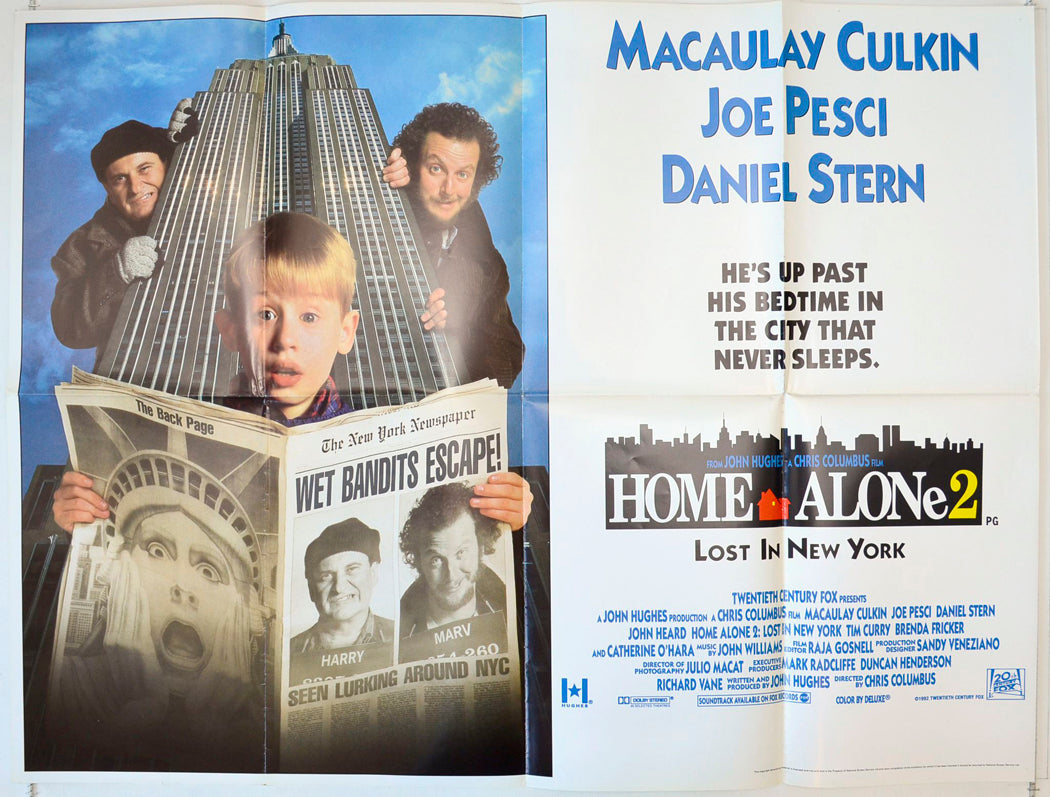 The Back Page
The New York Newspaper
WET BANDITS ESCAPE!
HARRY
MARV
SEEN LURKING AROUND NYC
MACAULAY CULKIN
JOE PESCI
DANIEL STERN
HE'S UP PAST
HIS BEDTIME IN
THE CITY THAT
NEVER SLEEPS.
FROM JOHN HUGHES A CHRIS COLUMBUS FILM
HOME ALONe 2
PG
LOST IN NEW YORK
TWENTIETH CENTURY FOX PRESENTS
A JOHN HUGHES PRODUCTION A CHRIS COLUMBUS FILM MACAULAY CULKIN JOE PESCI DANIEL STERN
JOHN HEARD HOME ALONE 2: LOST IN NEW YORK TIM CURRY BRENDA FRICKER
AND CATHERINE O'HARA MUSIC BY JOHN WILLIAMS FILM EDITOR RAJA GOSNELL PRODUCTION DESIGNER SANDY VENEZIANO
DIRECTOR OF PHOTOGRAPHY JULIO MACAT EXECUTIVE PRODUCERS MARK RADCLIFFE DUNCAN HENDERSON
RICHARD VANE WRITTEN AND PRODUCED BY JOHN HUGHES DIRECTED BY CHRIS COLUMBUS
HUGHES
DOLBY STEREO
IN SELECTED THEATRES
SOUNDTRACK AVAILABLE ON FOX RECORDS
COLOR BY DELUXE®
©1992 TWENTIETH CENTURY FOX
20th CENTURY FOX